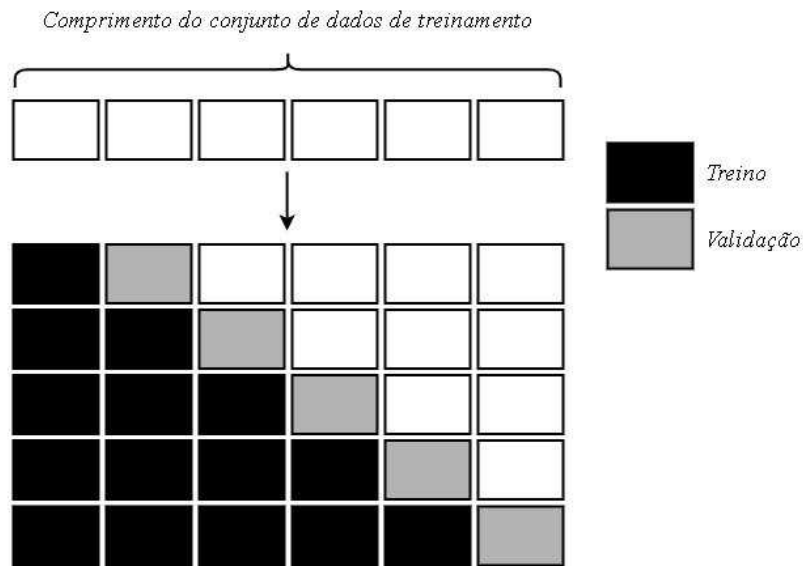 Comprimento do conjunto de dados de treinamento
Treino
Validação